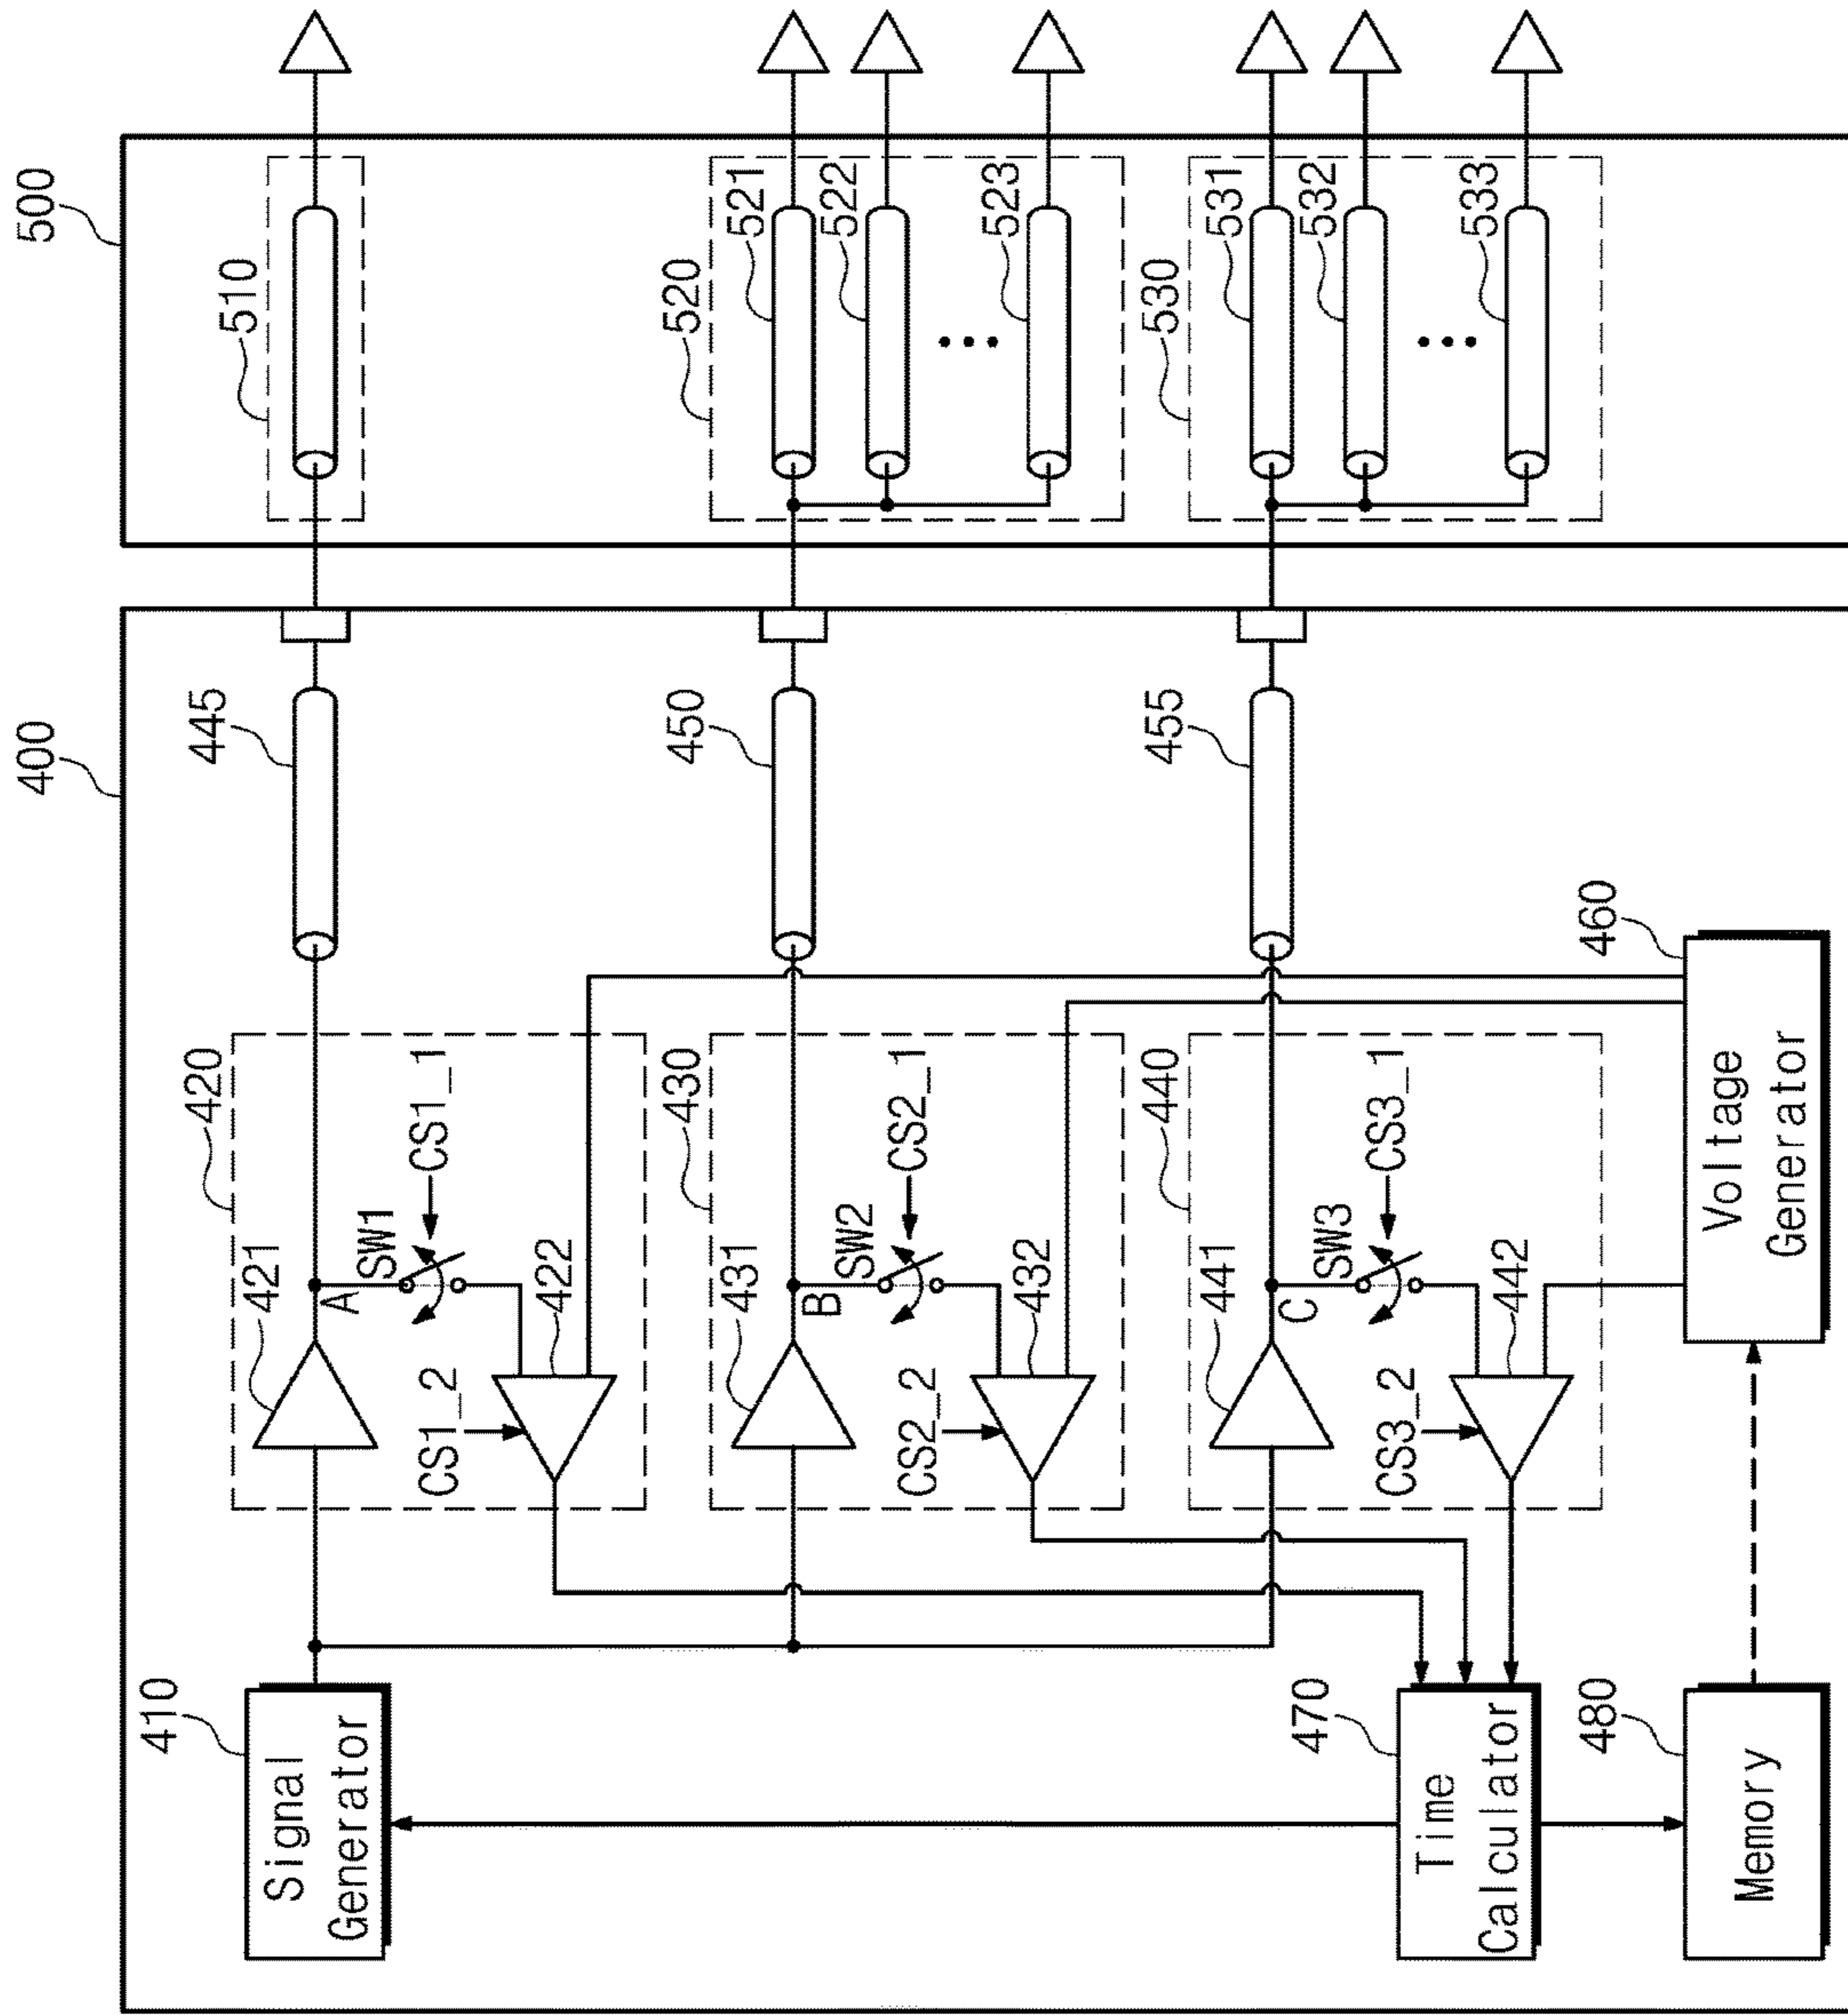 400
500
410
Signal
Generator
420
421
A
SW1
CS1_1
CS1_2
422
445
510
430
431
B
SW2
CS2_1
CS2_2
432
450
520
521
522
...
523
440
441
C
SW3
CS3_1
CS3_2
442
455
530
531
532
...
533
470
Time
Calculator
480
Memory
460
Voltage
Generator